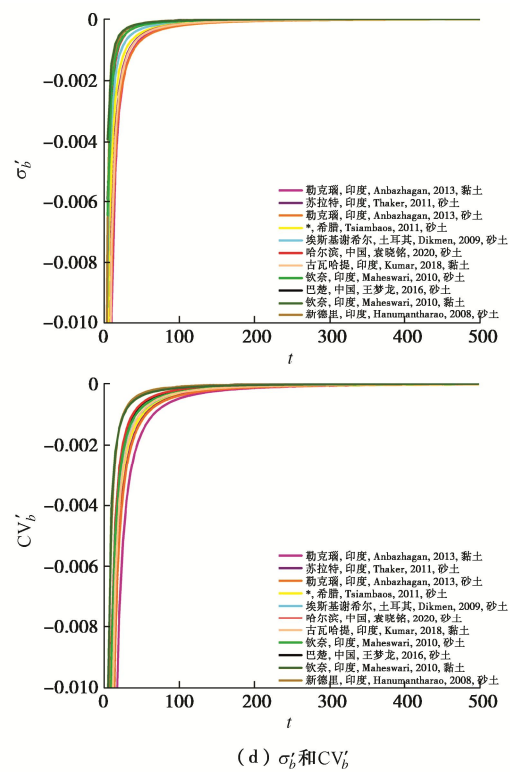 0
-0.002
-0.004
-0.006
-0.008
-0.010
σ′b
勒克瑙, 印度, Anbazhagan, 2013, 黏土
苏拉特, 印度, Thaker, 2011, 砂土
勒克瑙, 印度, Anbazhagan, 2013, 砂土
*, 希腊, Tsiambaos, 2011, 砂土
埃斯基谢希尔, 土耳其, Dikmen, 2009, 砂土
哈尔滨, 中国, 袁晓铭, 2020, 砂土
古瓦哈提, 印度, Kumar, 2018, 黏土
钦奈, 印度, Maheswari, 2010, 砂土
巴楚, 中国, 王梦龙, 2016, 砂土
钦奈, 印度, Maheswari, 2010, 黏土
新德里, 印度, Hanumantharao, 2008, 砂土
0 100 200 300 400 500
t
0
-0.002
-0.004
-0.006
-0.008
-0.010
CV′b
勒克瑙, 印度, Anbazhagan, 2013, 黏土
苏拉特, 印度, Thaker, 2011, 砂土
勒克瑙, 印度, Anbazhagan, 2013, 砂土
*, 希腊, Tsiambaos, 2011, 砂土
埃斯基谢希尔, 土耳其, Dikmen, 2009, 砂土
哈尔滨, 中国, 袁晓铭, 2020, 砂土
古瓦哈提, 印度, Kumar, 2018, 黏土
钦奈, 印度, Maheswari, 2010, 砂土
巴楚, 中国, 王梦龙, 2016, 砂土
钦奈, 印度, Maheswari, 2010, 黏土
新德里, 印度, Hanumantharao, 2008, 砂土
0 100 200 300 400 500
t
(d) σ′b和CV′b